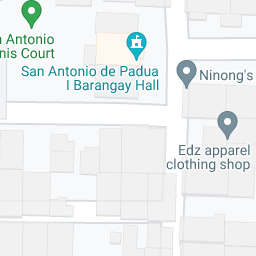 n Antonio
nis Court
San Antonio de Padua
I Barangay Hall
Ninong's
Edz apparel
clothing shop